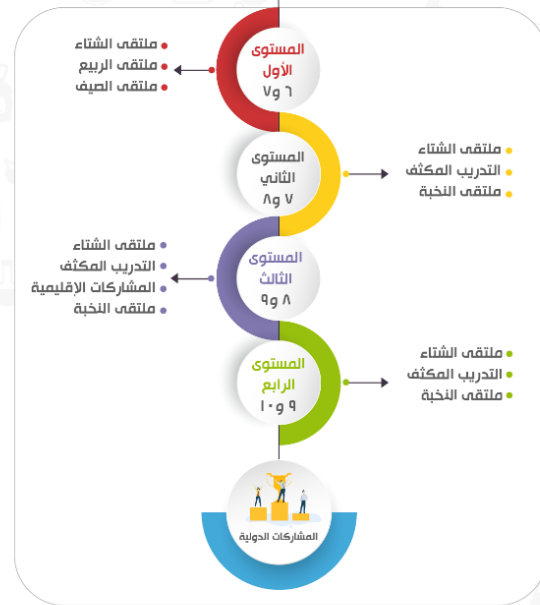 المستوى
الأول
٦ و٧
ملتقى الشتاء
ملتقى الربيع
ملتقى الصيف
المستوى
الثاني
٧ و٨
ملتقى الشتاء
التدريب المكثف
ملتقى النخبة
المستوى
الثالث
٨ و٩
ملتقى الشتاء
التدريب المكثف
المشاركات الإقليمية
ملتقى النخبة
المستوى
الرابع
٩ و١٠
ملتقى الشتاء
التدريب المكثف
ملتقى النخبة
المشاركات الدولية